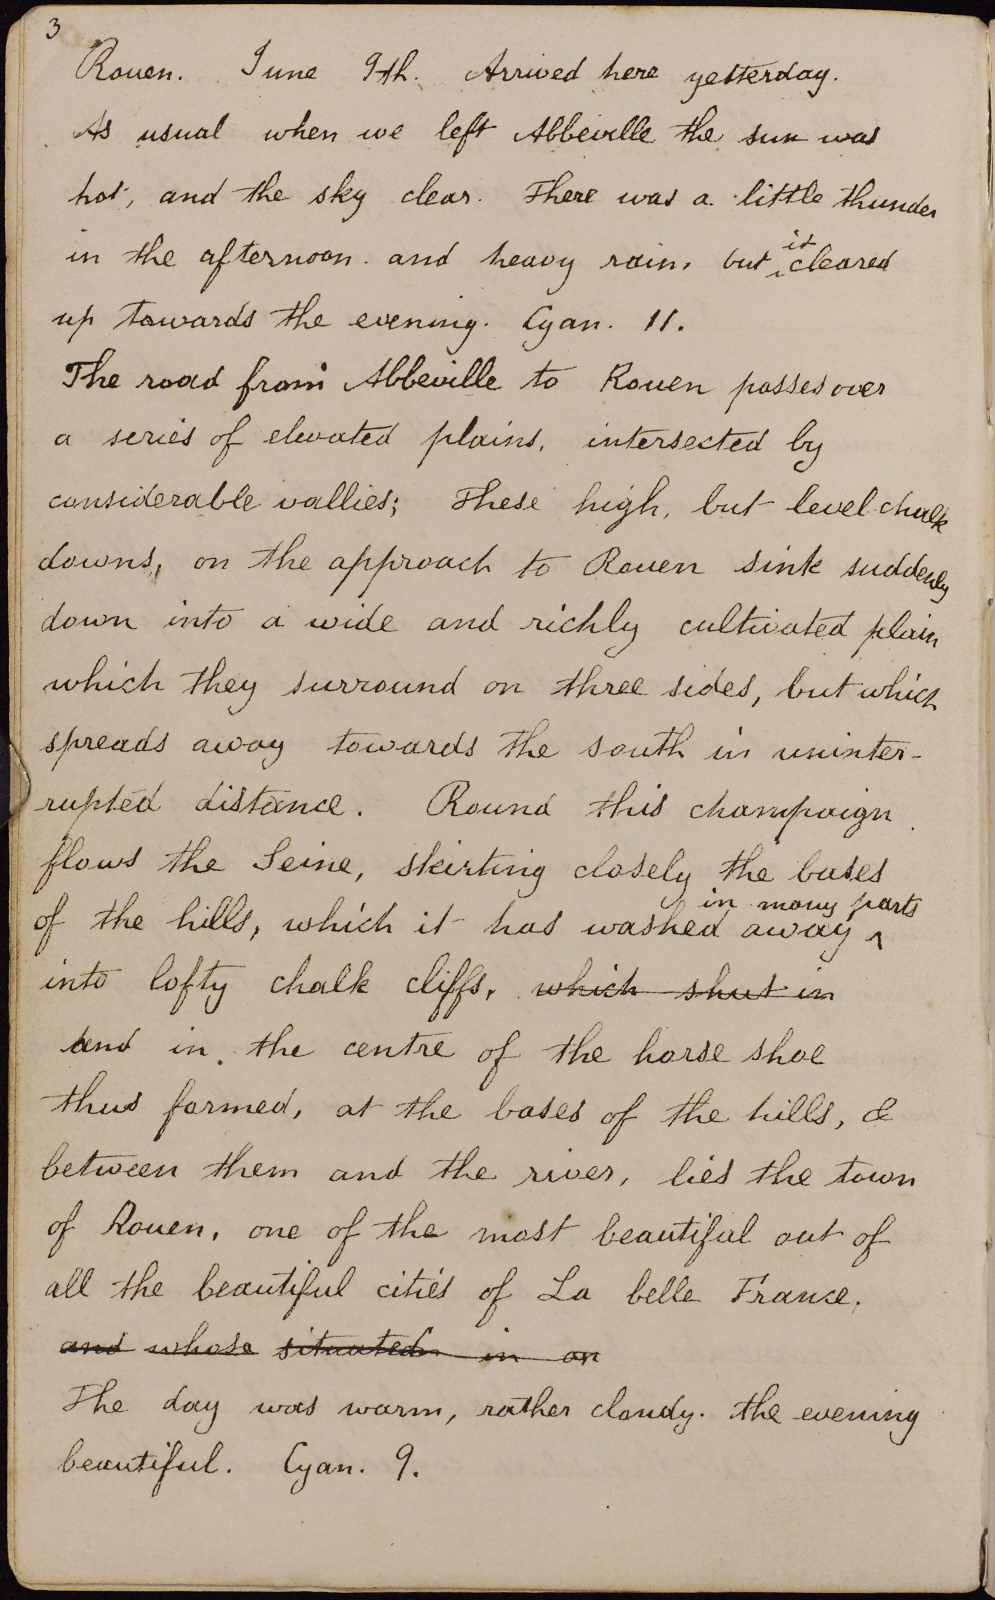 3
Rouen. June 9th. Arrived here yesterday.
As usual when we left Abbeville the sun was
hot, and the sky clear. There was a little thunder
in the afternoon. and heavy rain, but it cleared
up towards the evening. Cyan. 11.
The road from Abbeville to Rouen passes over
a series of elevated plains, intersected by
considerable vallies; These high, but level chalk
downs, on the approach to Rouen sink suddenly
down into a wide and richly cultivated plain
which they surround on three sides, but which
spreads away towards the south in uninter-
rupted distance. Round this champaign
flows the Seine, skirting closely the bases
of the hills, which it has washed away in many parts
into lofty chalk cliffs, which shut in
and in the centre of the horse shoe
thus formed, at the bases of the hills, &
between them and the river, lies the town
of Rouen, one of the most beautiful out of
all the beautiful cities of La belle France.
and whose situated in an
The day was warm, rather cloudy. the evening
beautiful. Cyan. 9.